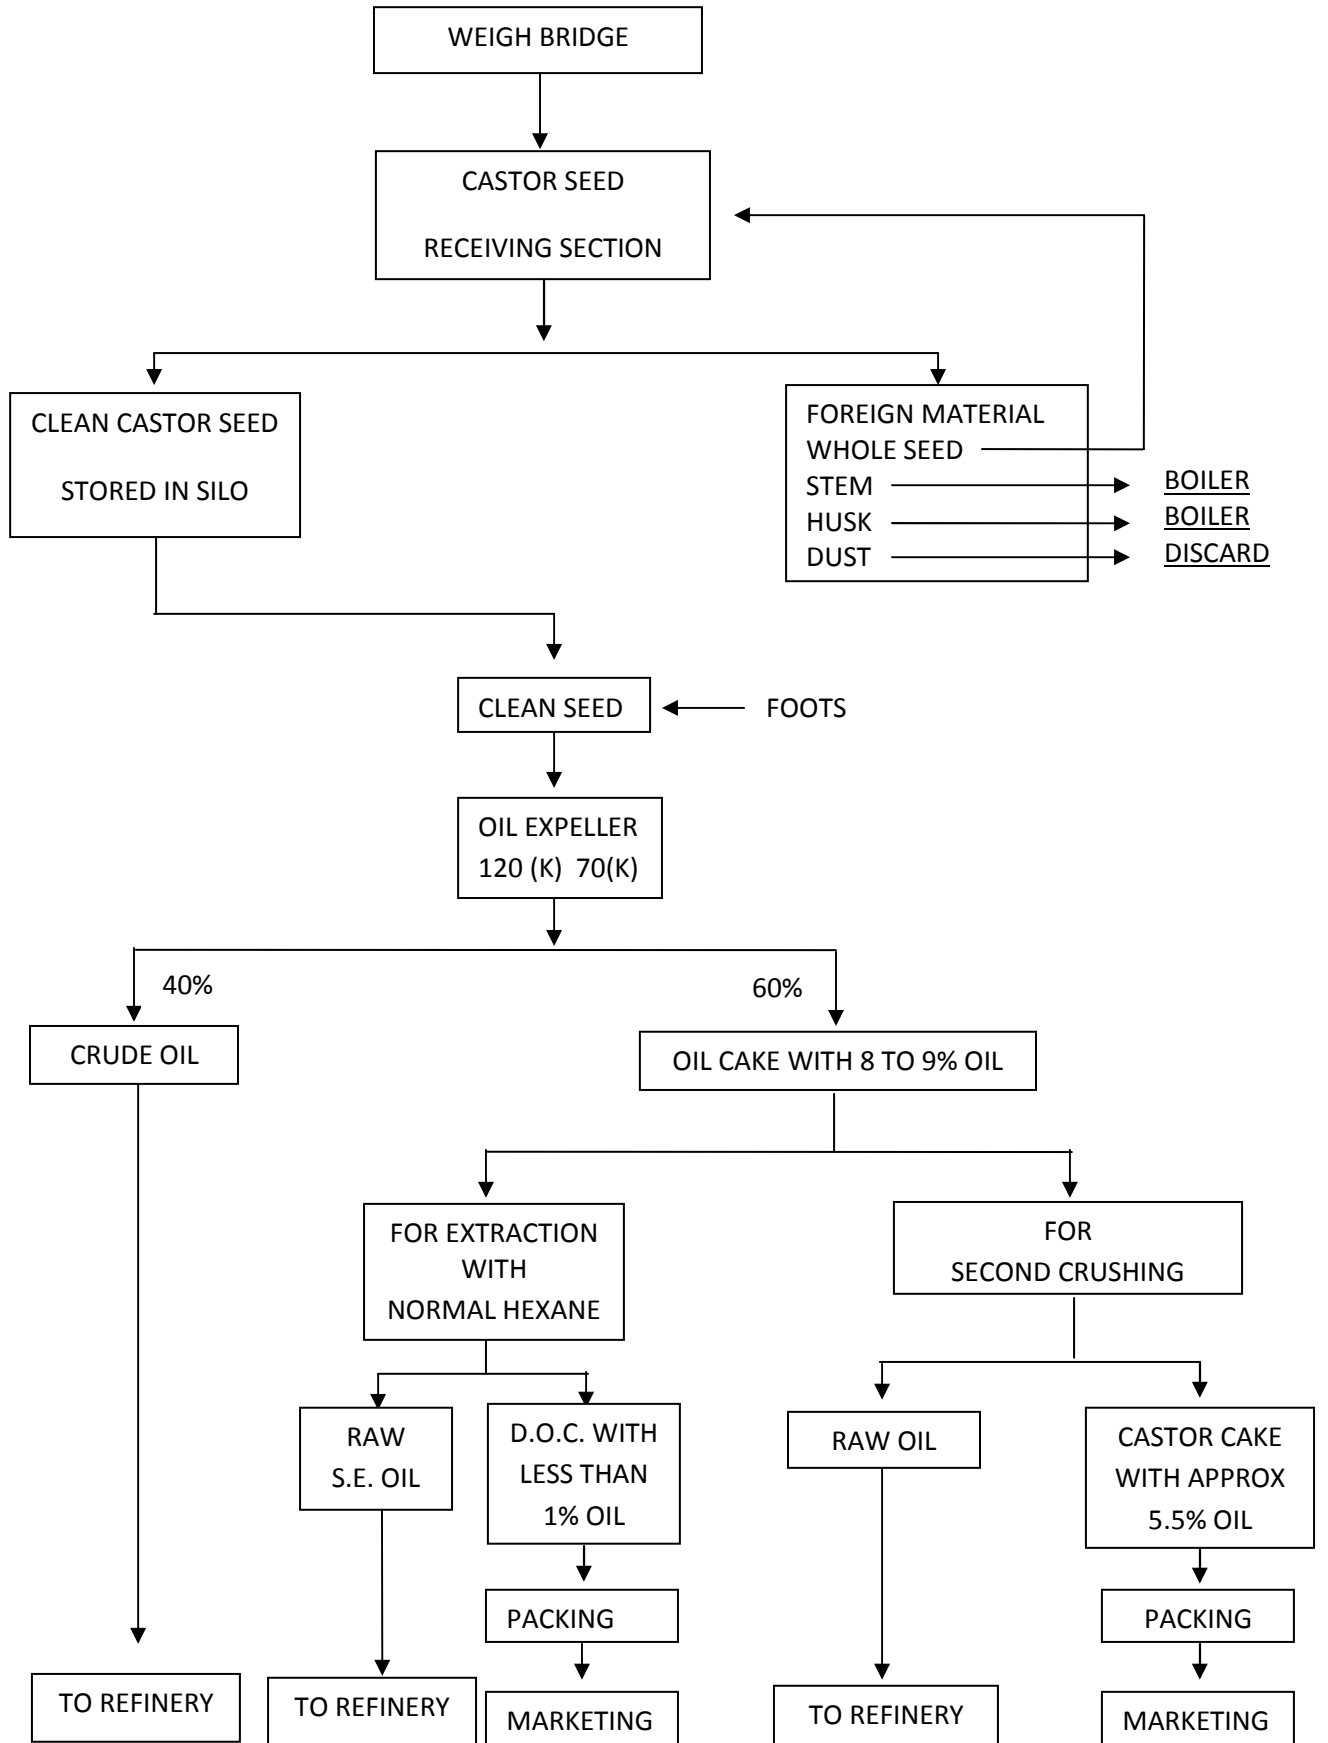 WEIGH BRIDGE
CASTOR SEED
RECEIVING SECTION
CLEAN CASTOR SEED
STORED IN SILO
FOREIGN MATERIAL
WHOLE SEED
STEM
BOILER
HUSK
BOILER
DUST
DISCARD
CLEAN SEED
FOOTS
OIL EXPELLER
120 (K)  70(K)
40%
60%
CRUDE OIL
OIL CAKE WITH 8 TO 9% OIL
FOR EXTRACTION
WITH
NORMAL HEXANE
FOR
SECOND CRUSHING
RAW
S.E. OIL
D.O.C. WITH
LESS THAN
1% OIL
RAW OIL
CASTOR CAKE
WITH APPROX
5.5% OIL
PACKING
PACKING
TO REFINERY
TO REFINERY
MARKETING
TO REFINERY
MARKETING